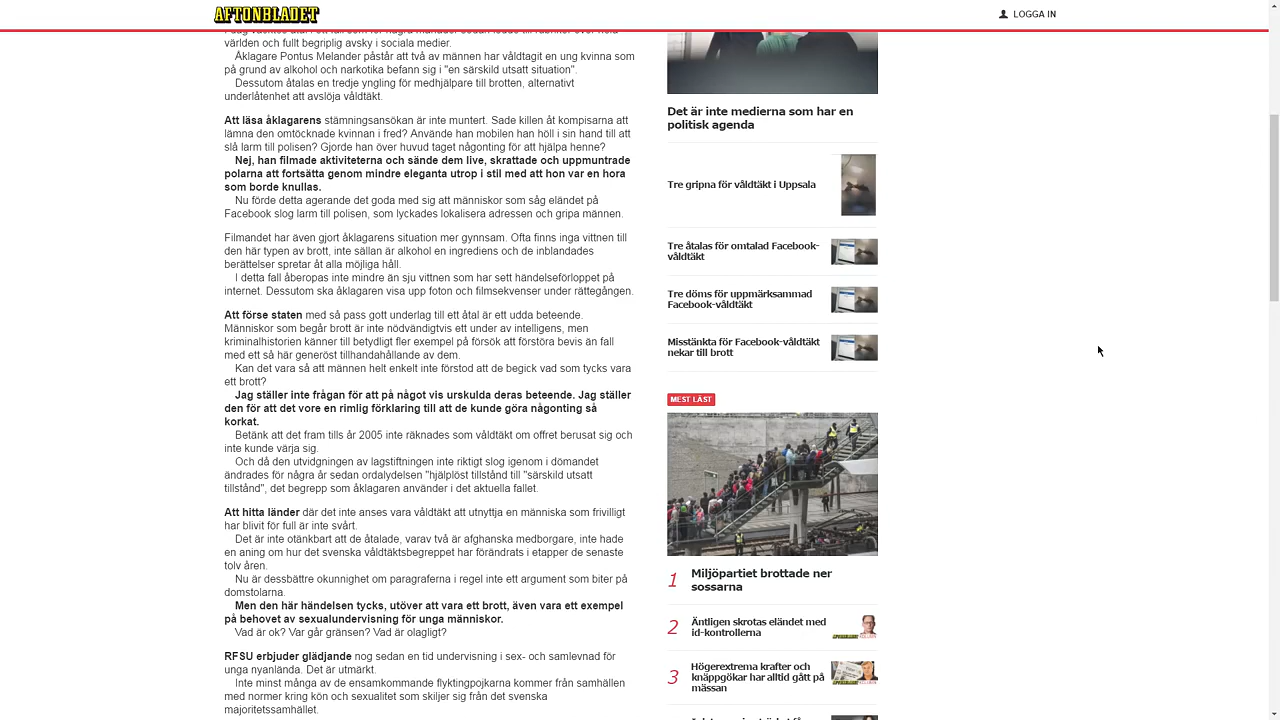 AFTONBLADET
LOGGA IN
världen och fullt begriplig avsky i sociala medier.
Åklagare Pontus Melander påstår att två av männen har våldtagit en ung kvinna som
på grund av alkohol och narkotika befann sig i "en särskild utsatt situation".
Dessutom åtalas en tredje yngling för medhjälpare till brotten, alternativt
underlåtenhet att avslöja våldtäkt.
Att läsa åklagarens stämningsansökan är inte muntert. Sade killen åt kompisarna att
lämna den omtöcknade kvinnan i fred? Använde han mobilen han höll i sin hand till att
slå larm till polisen? Gjorde han över huvud taget någonting för att hjälpa henne?
Nej, han filmade aktiviteterna och sände dem live, skrattade och uppmuntrade
polarna att fortsätta genom mindre eleganta utrop i stil med att hon var en hora
som borde knullas.
Nu förde detta agerande det goda med sig att människor som såg eländet på
Facebook slog larm till polisen, som lyckades lokalisera adressen och gripa männen.
Filmandet har även gjort åklagarens situation mer gynnsam. Ofta finns inga vittnen till
den här typen av brott, inte sällan är alkohol en ingrediens och de inblandades
berättelser spretar åt alla möjliga håll.
I detta fall åberopas inte mindre än sju vittnen som har sett händelseförloppet på
internet. Dessutom ska åklagaren visa upp foton och filmsekvenser under rättegången.
Att förse staten med så pass gott underlag till ett åtal är ett udda beteende.
Människor som begår brott är inte nödvändigtvis ett under av intelligens, men
kriminalhistorien känner till betydligt fler exempel på försök att förstöra bevis än fall
med ett så här generöst tillhandahållande av dem.
Kan det vara så att männen helt enkelt inte förstod att de begick vad som tycks vara
ett brott?
Jag ställer inte frågan för att på något vis urskulda deras beteende. Jag ställer
den för att det vore en rimlig förklaring till att de kunde göra någonting så
korkat.
Betänk att det fram tills år 2005 inte räknades som våldtäkt om offret berusat sig och
inte kunde värja sig.
Och då den utvidgningen av lagstiftningen inte riktigt slog igenom i dömandet
ändrades för några år sedan ordalydelsen "hjälplöst tillstånd till "särskild utsatt
tillstånd", det begrepp som åklagaren använder i det aktuella fallet.
Att hitta länder där det inte anses vara våldtäkt att utnyttja en människa som frivilligt
har blivit för full är inte svårt.
Det är inte otänkbart att de åtalade, varav två är afghanska medborgare, inte hade
en aning om hur det svenska våldtäktsbegreppet har förändrats i etapper de senaste
tolv åren.
Nu är dessbättre okunnighet om paragraferna i regel inte ett argument som biter på
domstolarna.
Men den här händelsen tycks, utöver att vara ett brott, även vara ett exempel
på behovet av sexualundervisning för unga människor.
Vad är ok? Var går gränsen? Vad är olagligt?
RFSU erbjuder glädjande nog sedan en tid undervisning i sex- och samlevnad för
unga nyanlända. Det är utmärkt.
Inte minst många av de ensamkommande flyktingpojkarna kommer från samhällen
med normer kring kön och sexualitet som skiljer sig från det svenska
majoritetssamhället.
Det är inte medierna som har en
politisk agenda
Tre gripna för våldtäkt i Uppsala
Tre åtalas för omtalad Facebook-
våldtäkt
Tre döms för uppmärksammad
Facebook-våldtäkt
Misstänkta för Facebook-våldtäkt
nekar till brott
MEST LÄST
1 Miljöpartiet brottade ner
sossarna
2 Äntligen skrotas eländet med
id-kontrollerna
3 Högerextrema krafter och
knäppgökar har alltid gått på
mässan